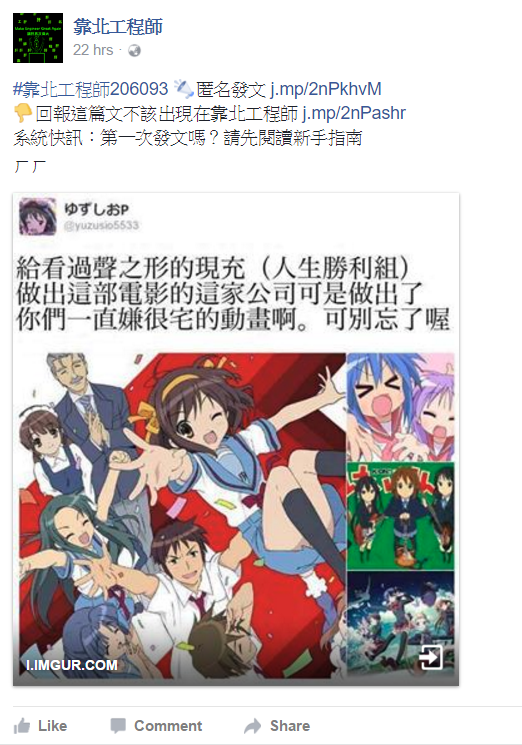 靠北工程師
22 hrs ·
#靠北工程師206093 匿名發文 j.mp/2nPkhvM
回報這篇文不該出現在靠北工程師 j.mp/2nPashr
系統快訊：第一次發文嗎？請先閱讀新手指南
ㄏㄏ
ゆずしおP
@yuzusio5533
給看過聲之形的現充（人生勝利組）
做出這部電影的這家公司可是做出了
你們一直嫌很宅的動畫啊。可別忘了喔
I.IMGUR.COM
Like Comment Share